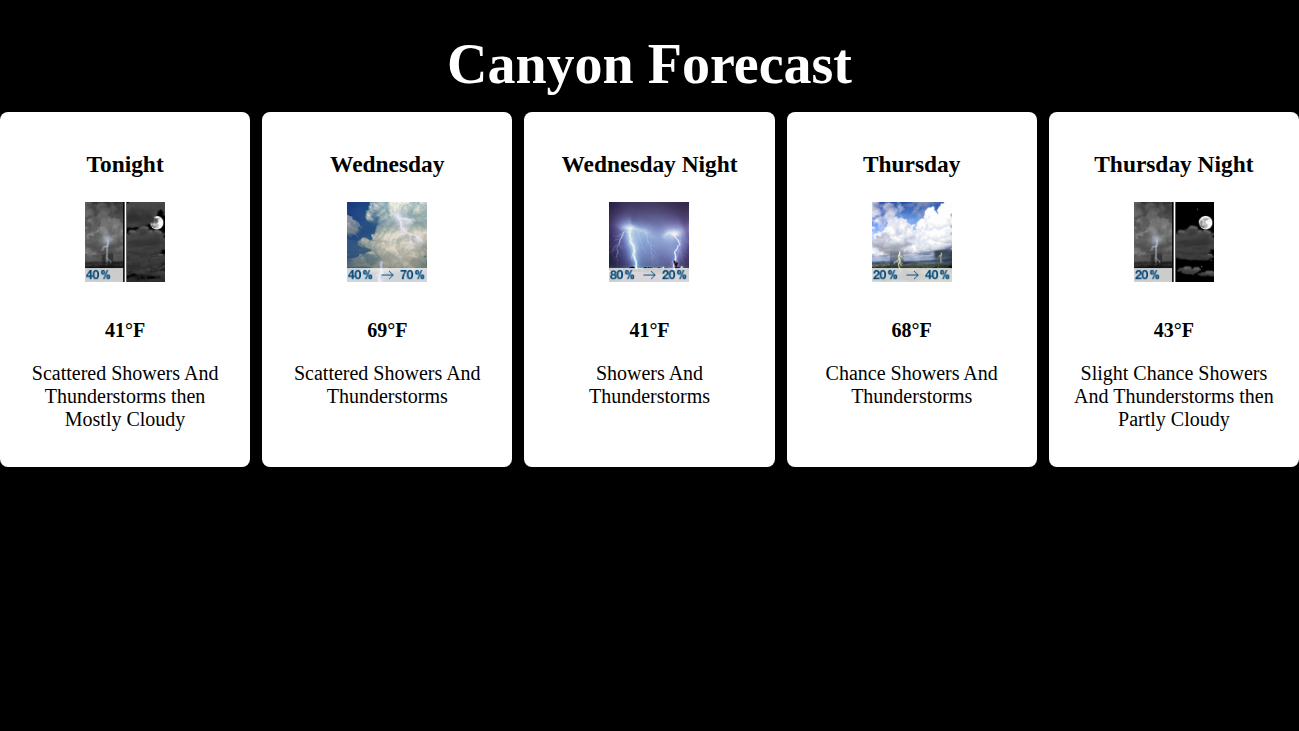 Canyon Forecast
Tonight
40%
41°F
Scattered Showers And
Thunderstorms then
Mostly Cloudy
Wednesday
40% → 70%
69°F
Scattered Showers And
Thunderstorms
Wednesday Night
80% → 20%
41°F
Showers And
Thunderstorms
Thursday
20% → 40%
68°F
Chance Showers And
Thunderstorms
Thursday Night
20%
43°F
Slight Chance Showers
And Thunderstorms then
Partly Cloudy